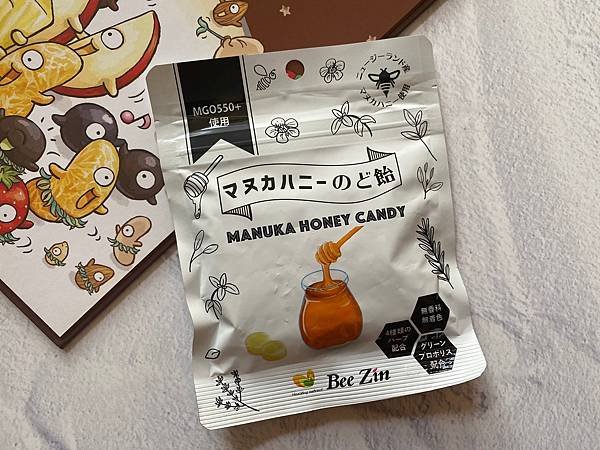 MGO550+
使用
ニュージーランド産
マヌカハニー使用
マヌカハニーのど飴
MANUKA HONEY CANDY
無香料
無着色
4種類の
ハーブ
配合
グリーン
プロポリス
配合
Bee Zin